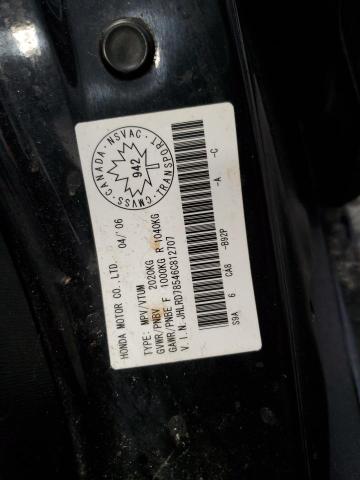 CMVSS-CANADA-NSVAC
TRANSPORT
942
HONDA MOTOR CO., LTD. 04/'06
TYPE: MPV/VTUM
GVWR/PNBV 2020KG
GAWR/PNBE F 1000KG R 1040KG
V.I.N. JHLRD78546C812707
-A -C
S9A 6 CA8 -B92P